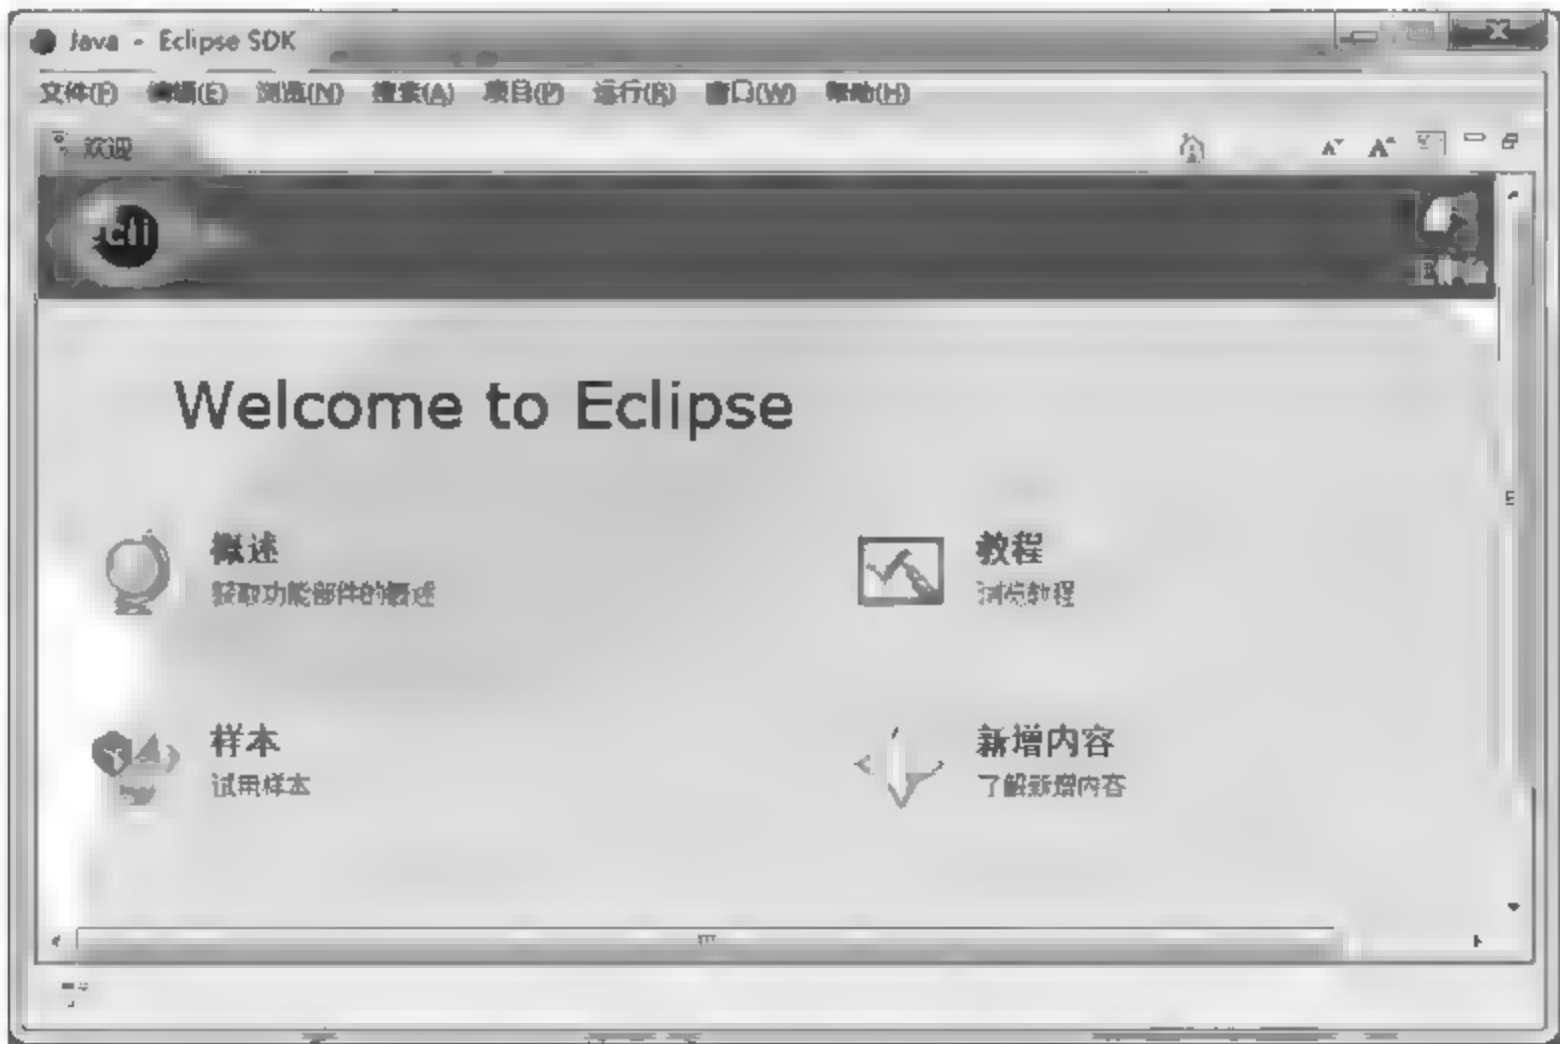 Java - Eclipse SDK
文件(F) 编辑(E) 浏览(N) 搜索(A) 项目(P) 运行(R) 窗口(W) 帮助(H)
欢迎
ecli
Welcome to Eclipse
概述 教程
获取功能部件的概述 浏览教程
样本 新增内容
试用样本 了解新增内容